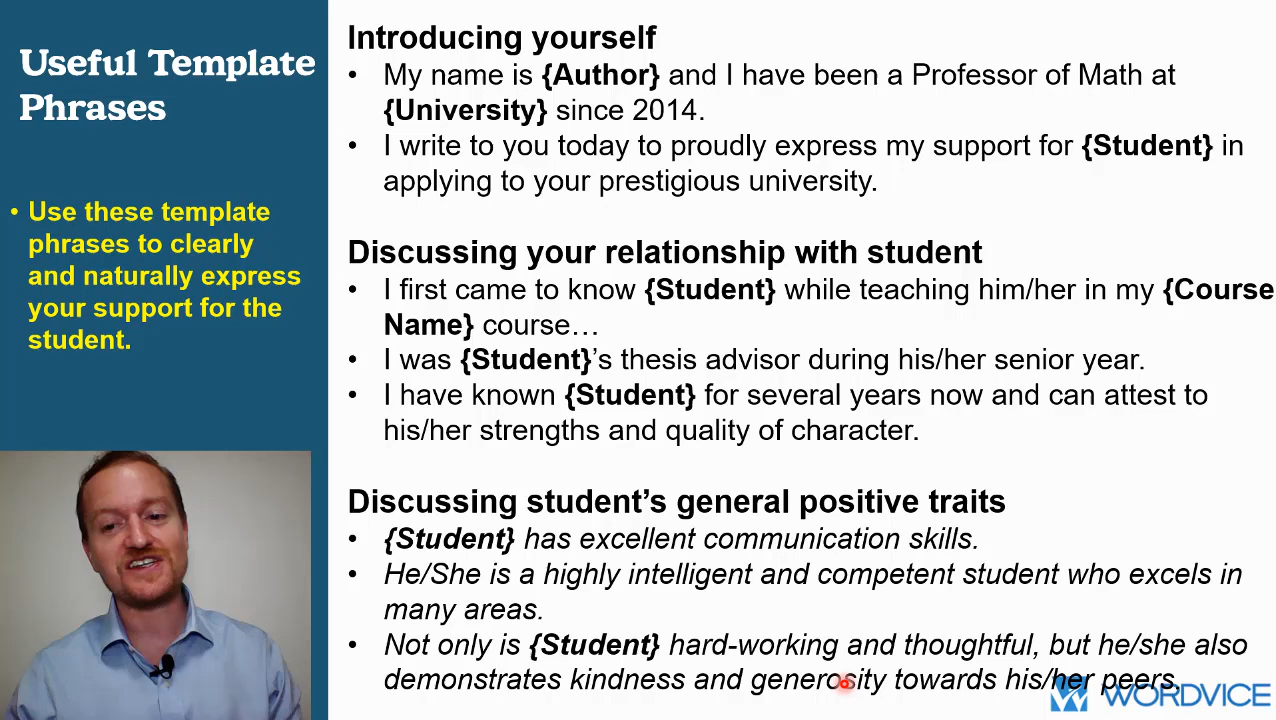 Useful Template
Phrases
• Use these template
phrases to clearly
and naturally express
your support for the
student.
Introducing yourself
• My name is {Author} and I have been a Professor of Math at
{University} since 2014.
• I write to you today to proudly express my support for {Student} in
applying to your prestigious university.
Discussing your relationship with student
• I first came to know {Student} while teaching him/her in my {Course
Name} course…
• I was {Student}’s thesis advisor during his/her senior year.
• I have known {Student} for several years now and can attest to
his/her strengths and quality of character.
Discussing student’s general positive traits
• {Student} has excellent communication skills.
• He/She is a highly intelligent and competent student who excels in
many areas.
• Not only is {Student} hard-working and thoughtful, but he/she also
demonstrates kindness and generosity towards his/her peers.
WORDVICE